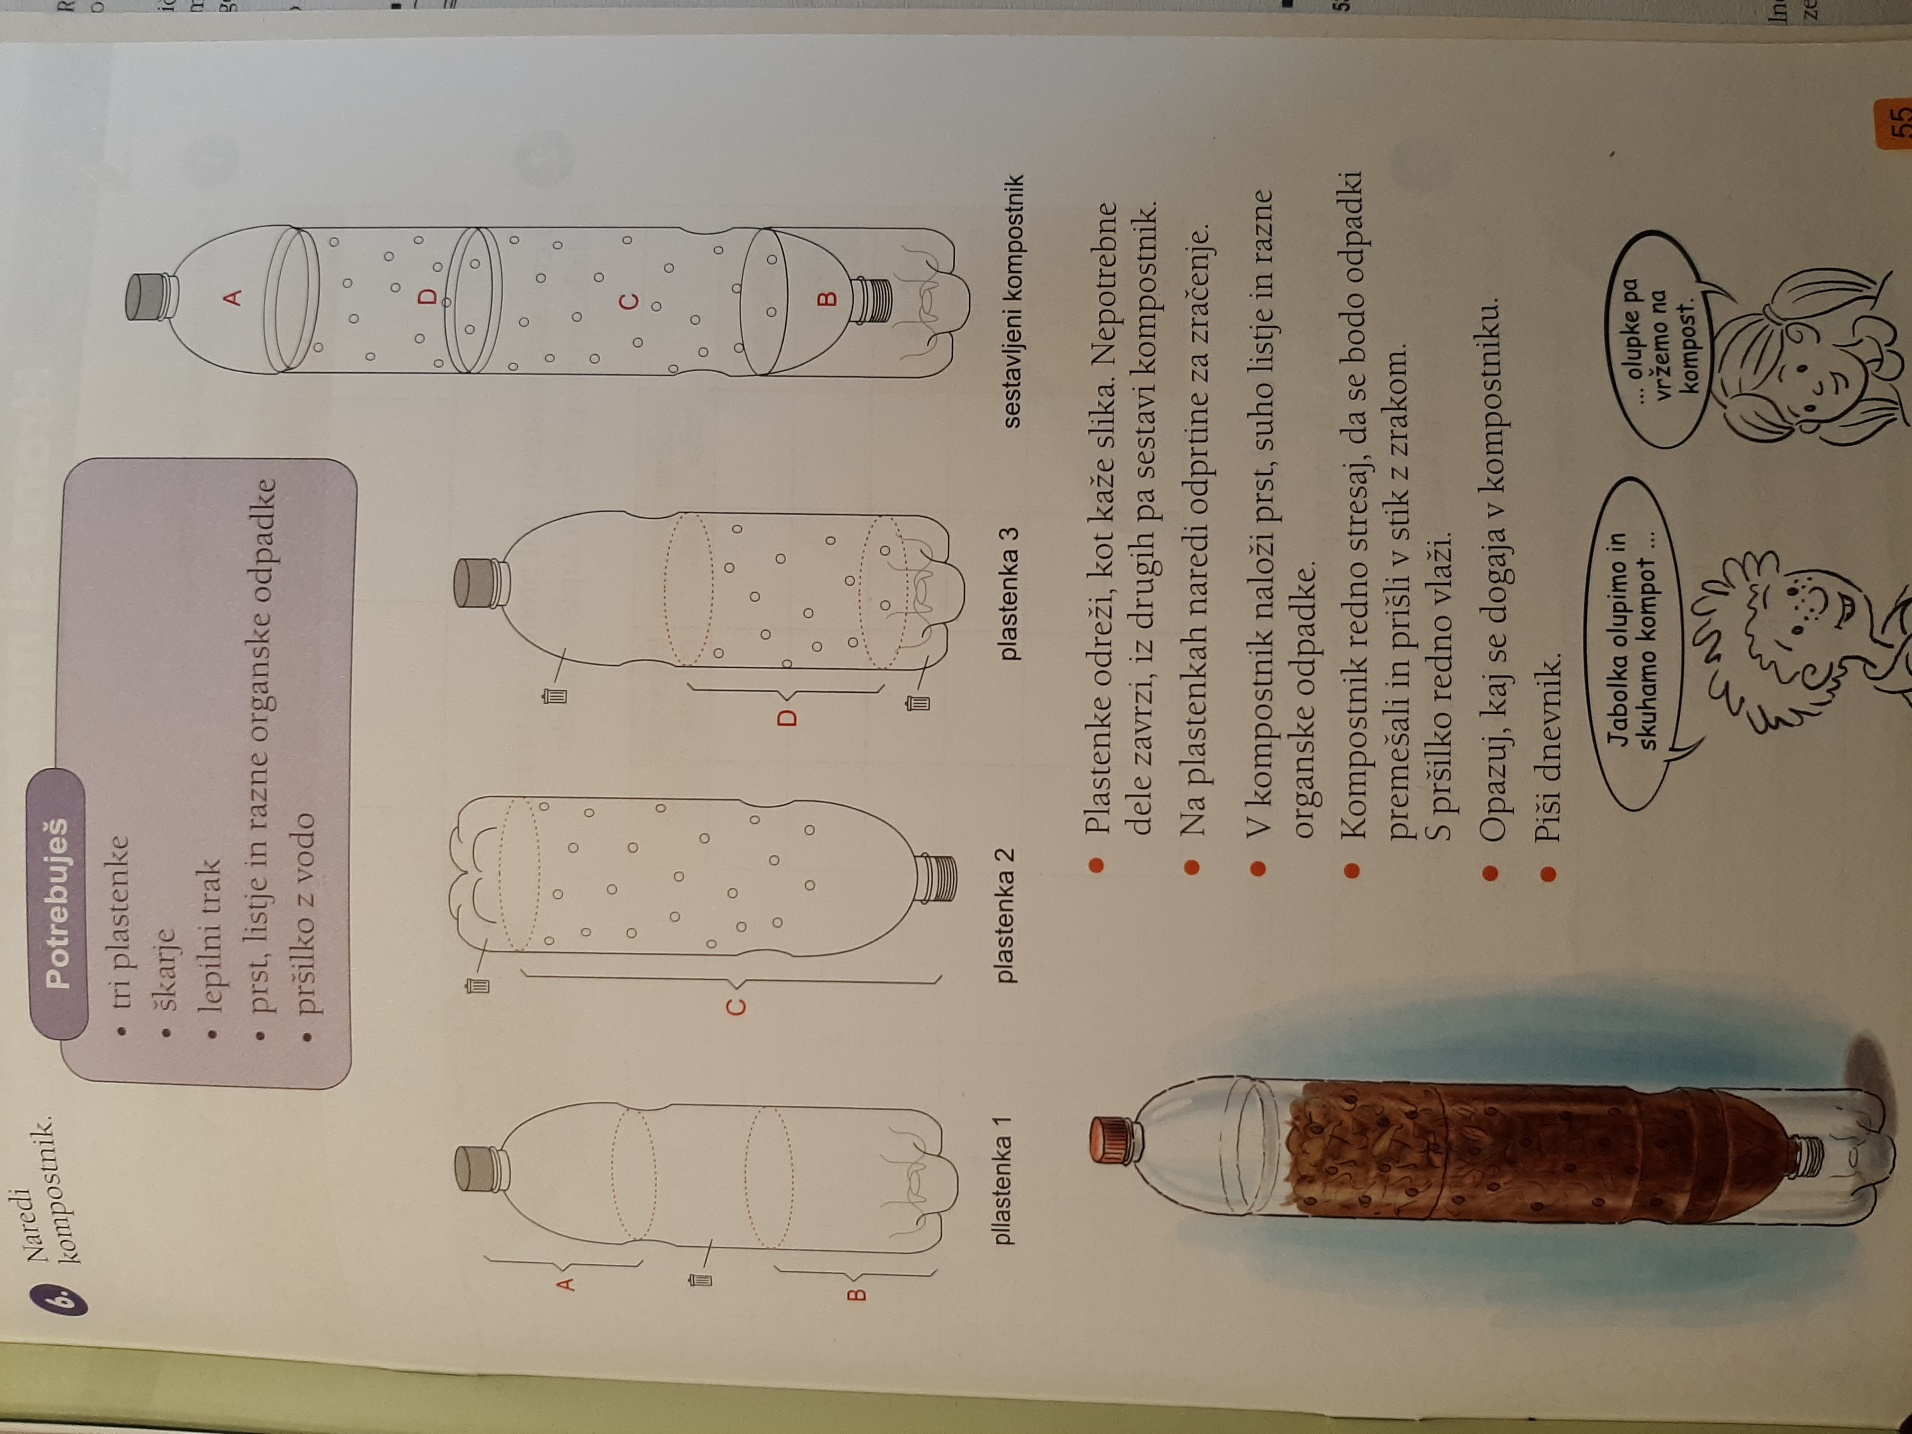 6.
Naredi
kompostnik.
Potrebuješ
• tri plastenke
• škarje
• lepilni trak
• prst, listje in razne organske odpadke
• pršilko z vodo
A
B
pllastenka 1
C
plastenka 2
D
plastenka 3
A
D
C
B
sestavljeni kompostnik
• Plastenke odreži, kot kaže slika. Nepotrebne
dele zavrzi, iz drugih pa sestavi kompostnik.
• Na plastenkah naredi odprtine za zračenje.
• V kompostnik naloži prst, suho listje in razne
organske odpadke.
• Kompostnik redno stresaj, da se bodo odpadki
premešali in prišli v stik z zrakom.
S pršilko redno vlaži.
• Opazuj, kaj se dogaja v kompostniku.
• Piši dnevnik.
Jabolka olupimo in
skuhamo kompot ...
... olupke pa
vržemo na
kompost.
55